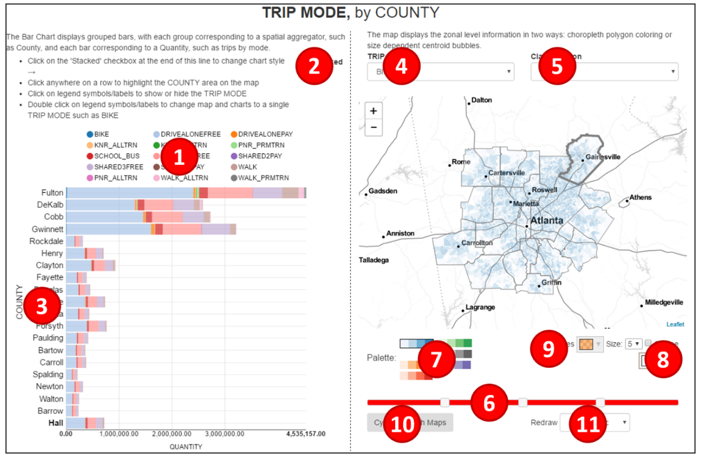 TRIP MODE, by COUNTY
The Bar Chart displays grouped bars, with each group corresponding to a spatial aggregator, such
as County, and each bar corresponding to a Quantity, such as trips by mode.
• Click on the 'Stacked' checkbox at the end of this line to change chart style
→
• Click anywhere on a row to highlight the COUNTY area on the map
• Click on legend symbols/labels to show or hide the TRIP MODE
• Double click on legend symbols/labels to change map and charts to a single
TRIP MODE such as BIKE
2
BIKE DRIVEALONEFREE DRIVEALONEPAY
KNR_ALLTRN PNR_PRMTRN
SCHOOL_BUS SHARED2PAY
SHARED3FREE WALK
PNR_ALLTRN WALK_ALLTRN WALK_PRMTRN
1
Fulton
DeKalb
Cobb
Gwinnett
Rockdale
Henry
Clayton
Fayette
3
COUNTY
Forsyth
Paulding
Bartow
Carroll
Spalding
Newton
Walton
Barrow
Hall
0.00 1,000,000.00 2,000,000.00 3,000,000.00 4,535,157.00
QUANTITY
The map displays the zonal level information in two ways: choropleth polygon coloring or
size dependent centroid bubbles.
4
5
+
−
Dalton
Rome
Gainesville
Cartersville
Roswell
Gadsden
Marietta
Athens
Atlanta
Anniston
Carrollton
Talladega
Griffin
Milledgeville
Lagrange
Leaflet
Palette:
7
9
Size: 5
8
6
10
Maps
Redraw
11